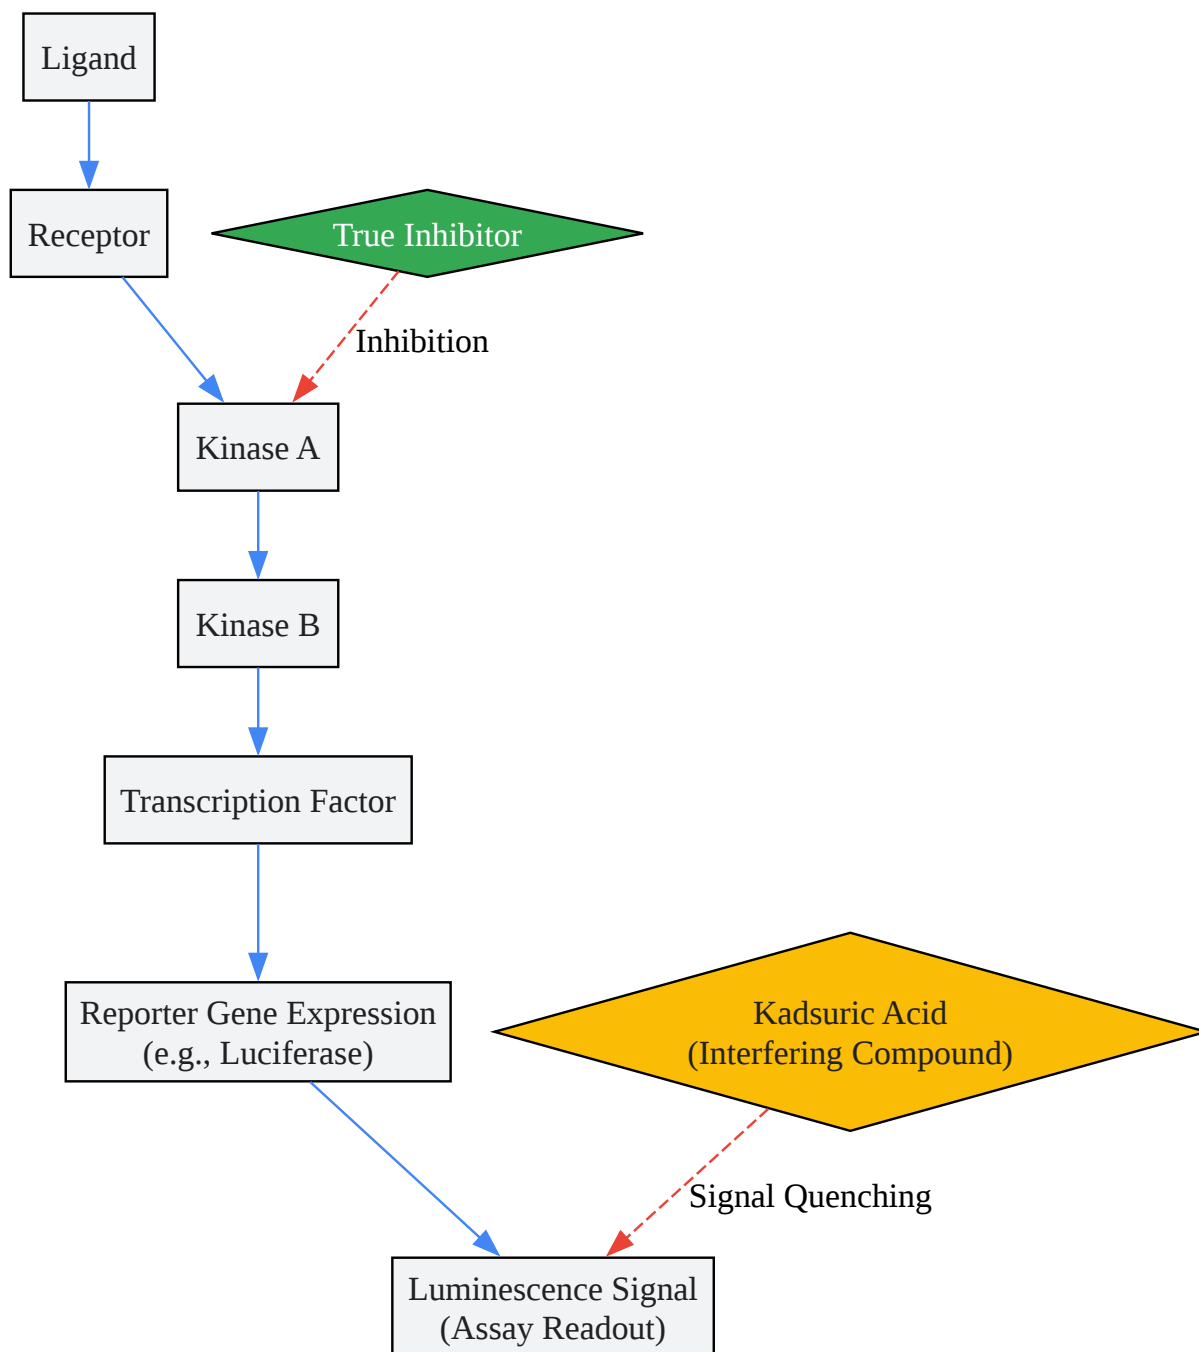 Ligand
Receptor
True Inhibitor
Inhibition
Kinase A
Kinase B
Transcription Factor
Reporter Gene Expression
(e.g., Luciferase)
Kadsuric Acid
(Interfering Compound)
Signal Quenching
Luminescence Signal
(Assay Readout)